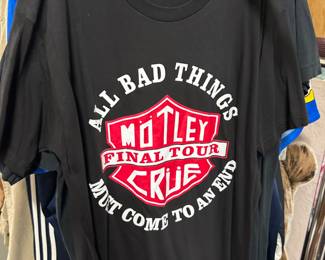 ALL BAD THINGS
MÖTLEY
FINAL TOUR
CRÜE
MUST COME TO AN END